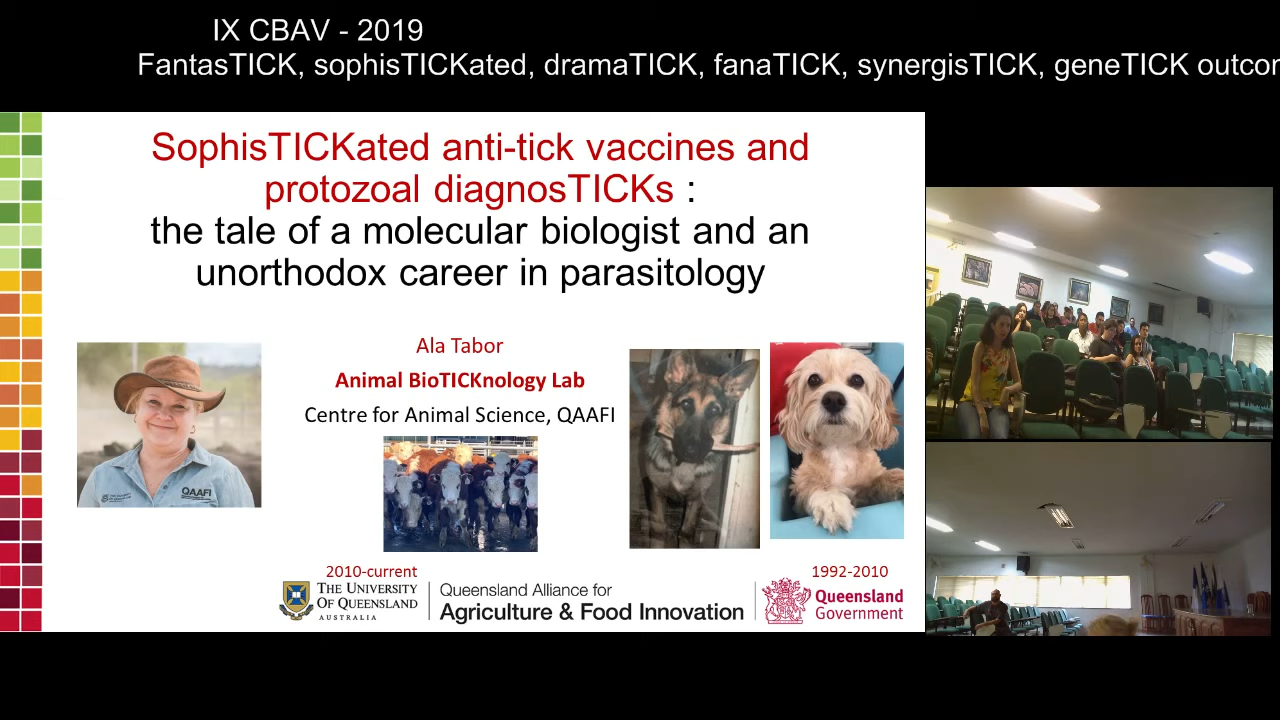 IX CBAV - 2019
FantasTICK, sophisTICKated, dramaTICK, fanaTICK, synergisTICK, geneTICK outcor
SophisTICKated anti-tick vaccines and
protozoal diagnosTICKs :
the tale of a molecular biologist and an
unorthodox career in parasitology
Ala Tabor
Animal BioTICKnology Lab
Centre for Animal Science, QAAFI
QAAFI
2010-current
THE UNIVERSITY
OF QUEENSLAND
AUSTRALIA
Queensland Alliance for
Agriculture & Food Innovation
1992-2010
Queensland
Government